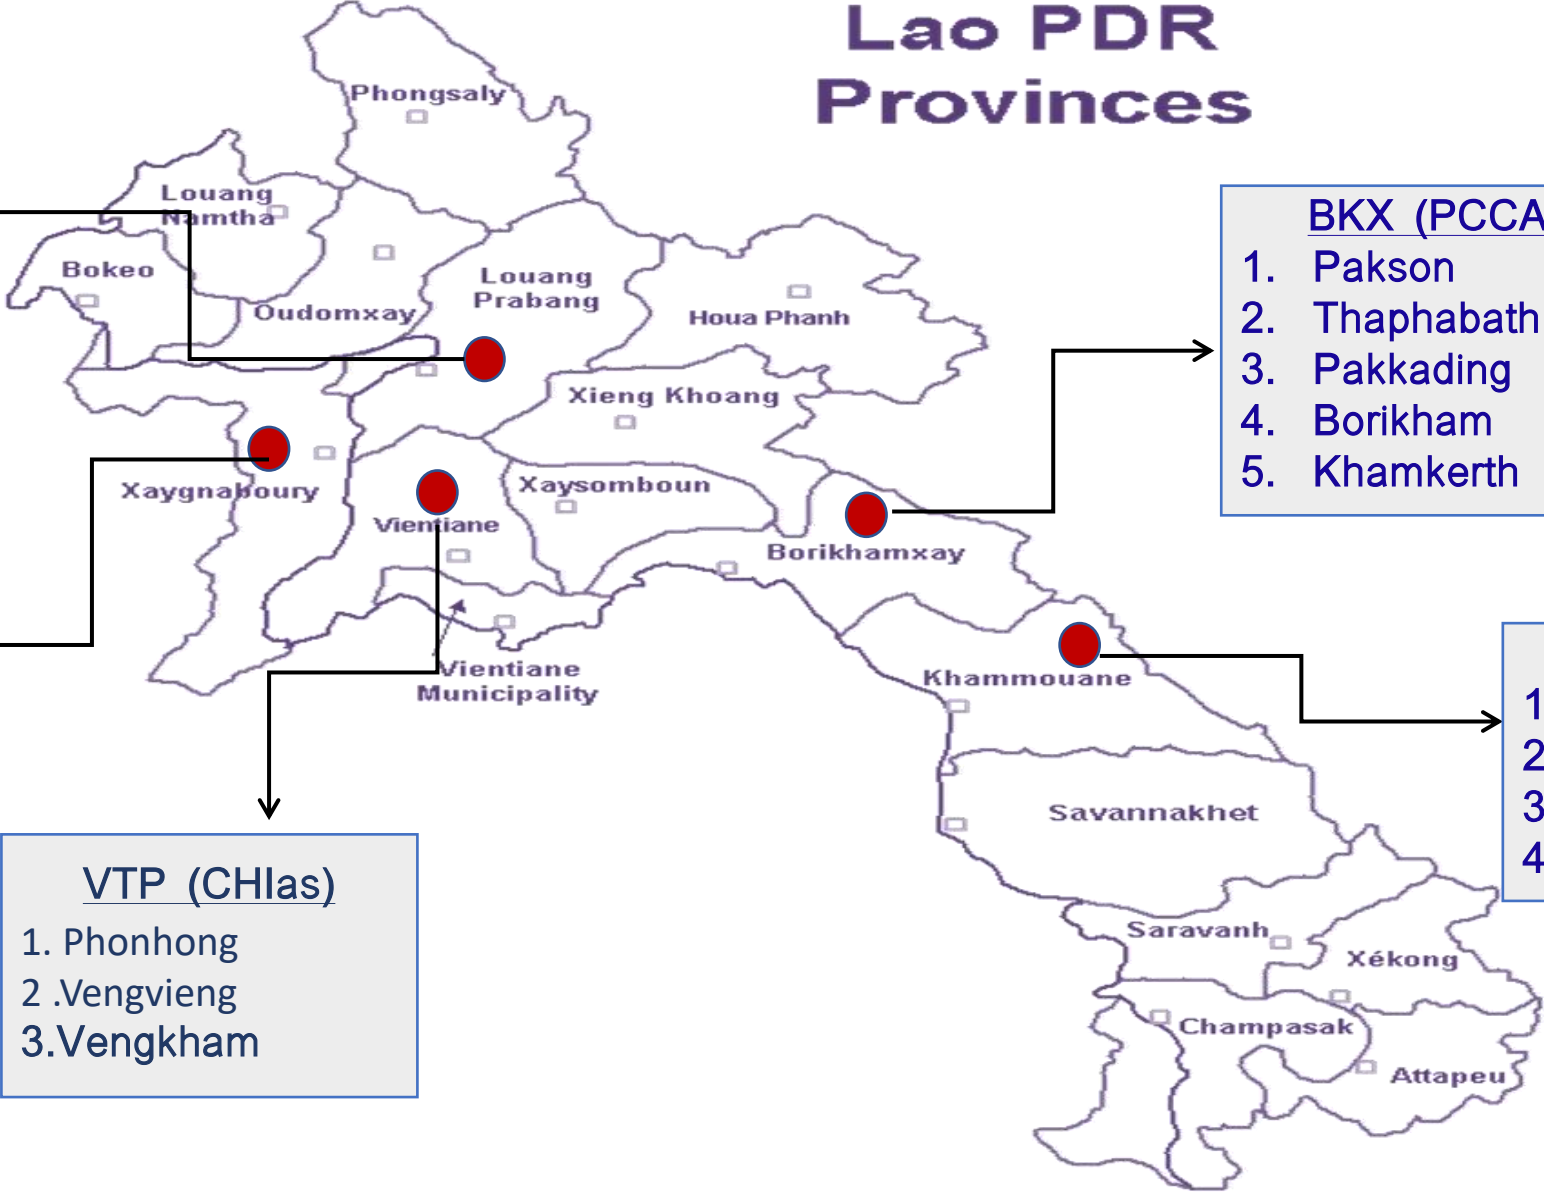 Lao PDR
Provinces
Phongsaly
Louang
Namtha
Bokeo
Oudomxay
Louang
Prabang
Houa Phanh
Xieng Khoang
Xaygnaboury
Vientiane
Xaysomboun
Borikhamxay
Vientiane
Municipality
Khammouane
Savannakhet
Saravanh
Xékong
Champasak
Attapeu
BKX (PCCA
1. Pakson
2. Thaphabath
3. Pakkading
4. Borikham
5. Khamkerth
1
2
3
4
VTP (CHIas)
1. Phonhong
2 .Vengvieng
3.Vengkham